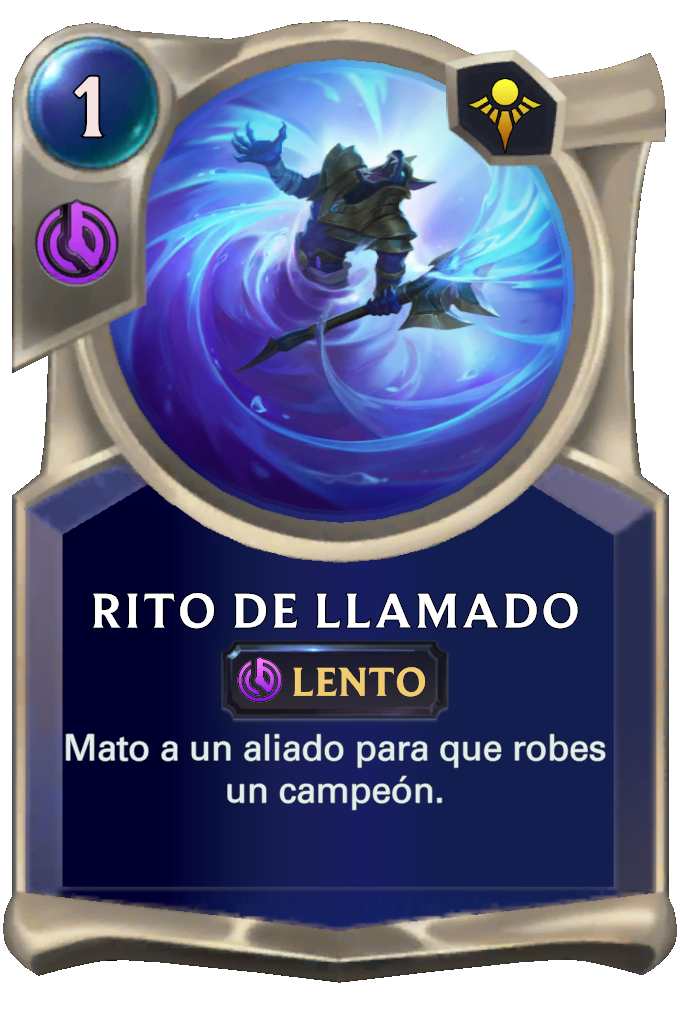 1
RITO DE LLAMADO
LENTO
Mato a un aliado para que robes
un campeón.